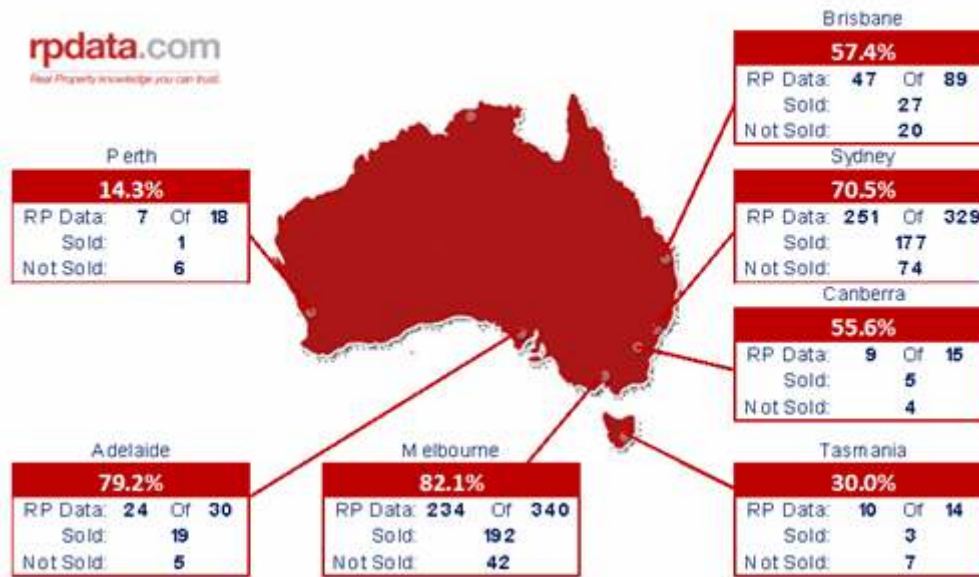 rpdata.com
Real Property knowledge you can trust
Brisbane
57.4%
RP Data: 47 Of 89
Sold: 27
Not Sold: 20
Perth
14.3%
RP Data: 7 Of 18
Sold: 1
Not Sold: 6
Sydney
70.5%
RP Data: 251 Of 329
Sold: 177
Not Sold: 74
Canberra
55.6%
RP Data: 9 Of 15
Sold: 5
Not Sold: 4
Adelaide
79.2%
RP Data: 24 Of 30
Sold: 19
Not Sold: 5
Melbourne
82.1%
RP Data: 234 Of 340
Sold: 192
Not Sold: 42
Tasmania
30.0%
RP Data: 10 Of 14
Sold: 3
Not Sold: 7